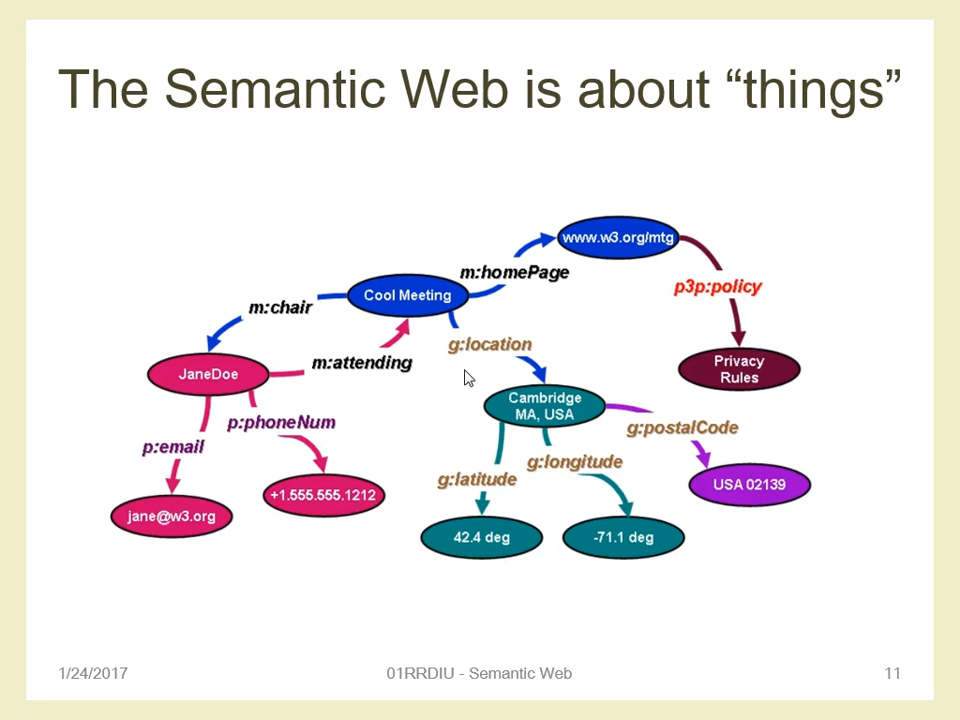 The Semantic Web is about “things”
www.w3.org/mtg
m:homePage
p3p:policy
Cool Meeting
m:chair
g:location
m:attending
Privacy
Rules
JaneDoe
Cambridge
MA, USA
p:phoneNum
g:postalCode
p:email
g:longitude
g:latitude
USA 02139
+1.555.555.1212
jane@w3.org
42.4 deg
-71.1 deg
1/24/2017
01RRDIU - Semantic Web
11